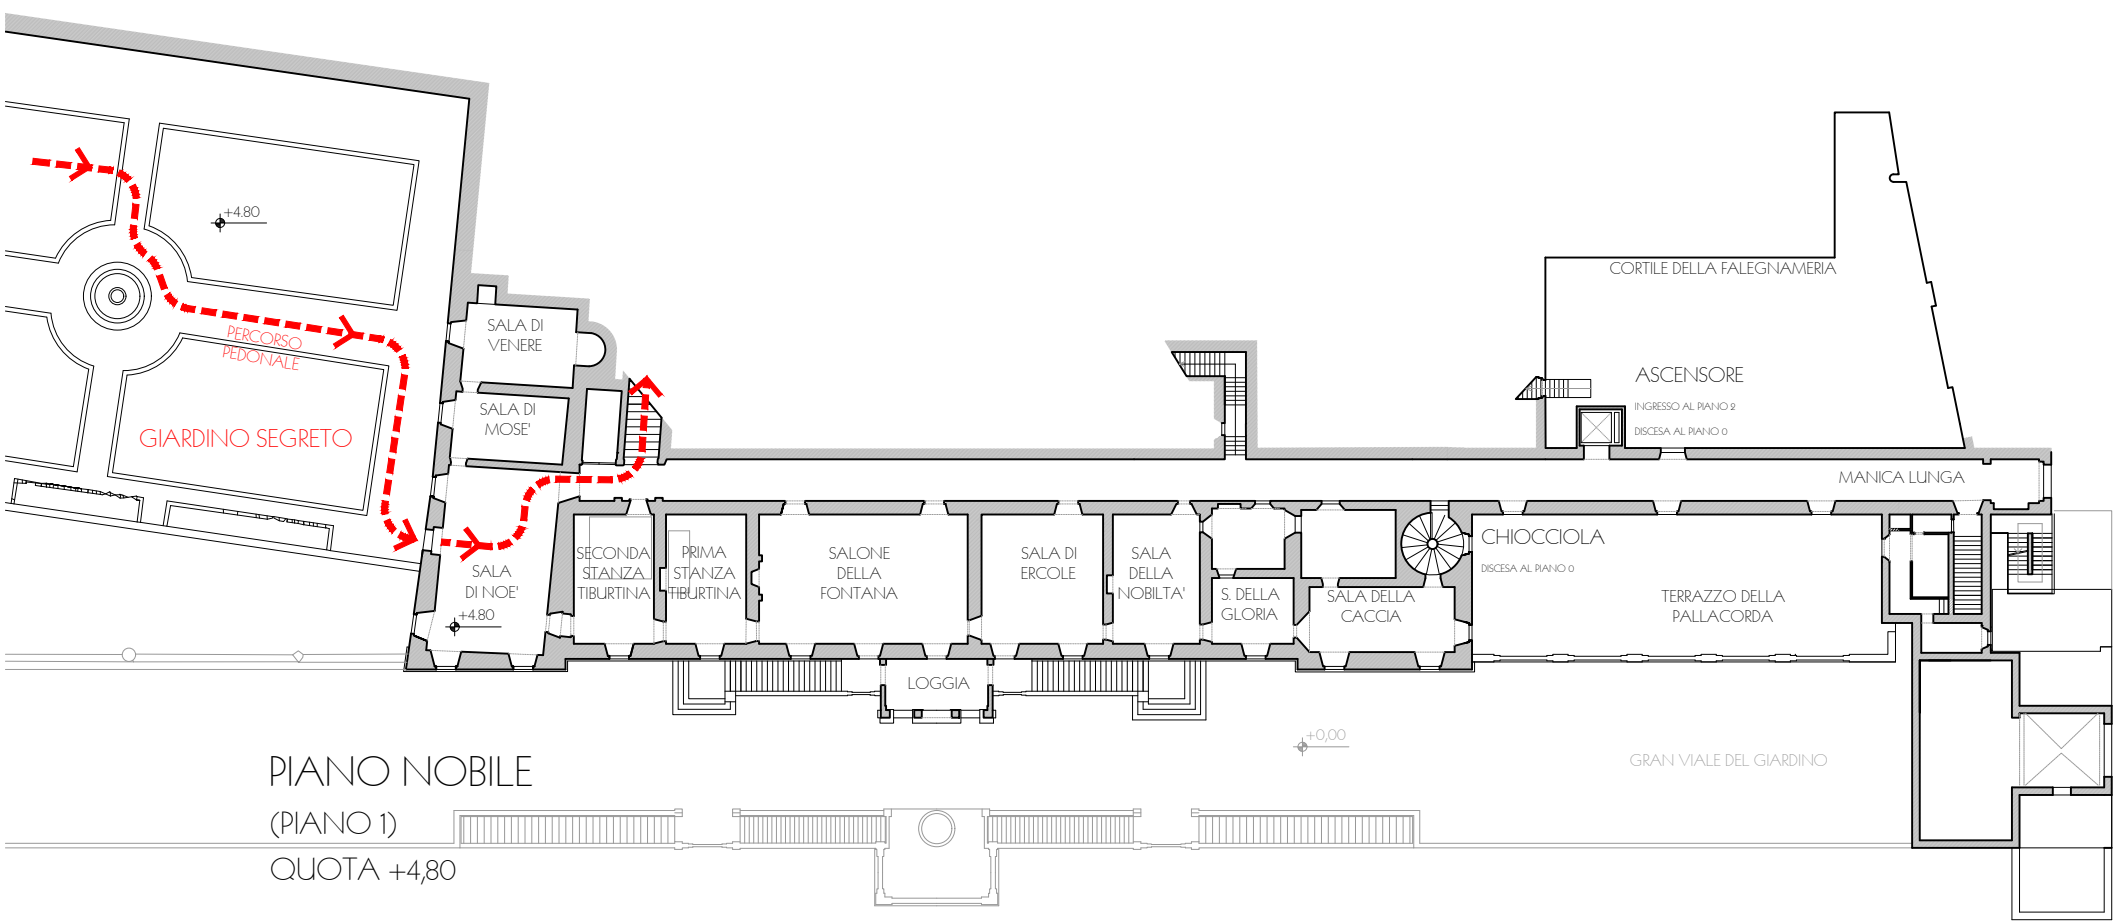 +4.80
PERCORSO
PEDONALE
GIARDINO SEGRETO
SALA DI
VENERE
SALA DI
MOSE'
SALA
DI NOE'
+4.80
SECONDA
STANZA
TIBURTINA
PRIMA
STANZA
TIBURTINA
SALONE
DELLA
FONTANA
SALA DI
ERCOLE
SALA
DELLA
NOBILTA'
S. DELLA
GLORIA
SALA DELLA
CACCIA
CHIOCCIOLA
DISCESA AL PIANO 0
TERRAZZO DELLA
PALLACORDA
CORTILE DELLA FALEGNAMERIA
ASCENSORE
INGRESSO AL PIANO 2
DISCESA AL PIANO 0
MANICA LUNGA
LOGGIA
+0,00
GRAN VIALE DEL GIARDINO
PIANO NOBILE
(PIANO 1)
QUOTA +4,80